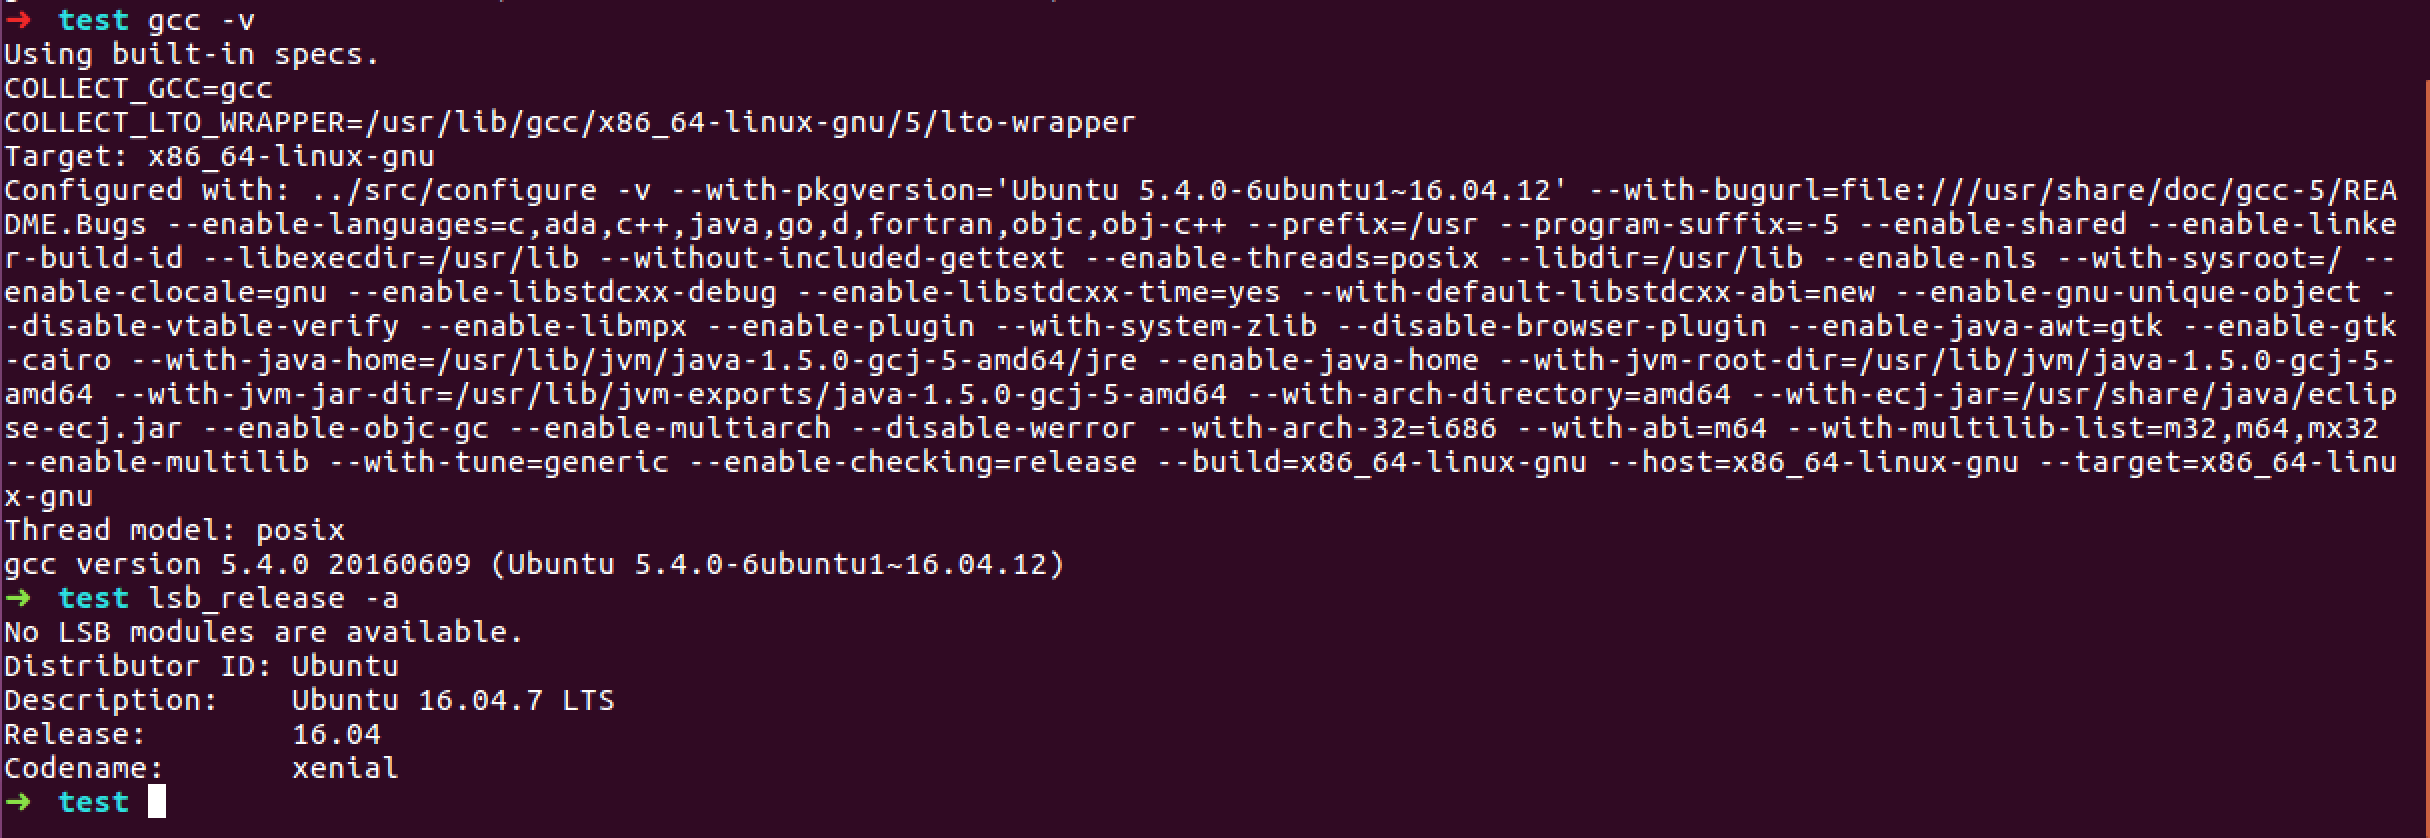 ➜  test gcc -v
Using built-in specs.
COLLECT_GCC=gcc
COLLECT_LTO_WRAPPER=/usr/lib/gcc/x86_64-linux-gnu/5/lto-wrapper
Target: x86_64-linux-gnu
Configured with: ../src/configure -v --with-pkgversion='Ubuntu 5.4.0-6ubuntu1~16.04.12' --with-bugurl=file:///usr/share/doc/gcc-5/REA
DME.Bugs --enable-languages=c,ada,c++,java,go,d,fortran,objc,obj-c++ --prefix=/usr --program-suffix=-5 --enable-shared --enable-linke
r-build-id --libexecdir=/usr/lib --without-included-gettext --enable-threads=posix --libdir=/usr/lib --enable-nls --with-sysroot=/ --
enable-clocale=gnu --enable-libstdcxx-debug --enable-libstdcxx-time=yes --with-default-libstdcxx-abi=new --enable-gnu-unique-object -
-disable-vtable-verify --enable-libmpx --enable-plugin --with-system-zlib --disable-browser-plugin --enable-java-awt=gtk --enable-gtk
-cairo --with-java-home=/usr/lib/jvm/java-1.5.0-gcj-5-amd64/jre --enable-java-home --with-jvm-root-dir=/usr/lib/jvm/java-1.5.0-gcj-5-
amd64 --with-jvm-jar-dir=/usr/lib/jvm-exports/java-1.5.0-gcj-5-amd64 --with-arch-directory=amd64 --with-ecj-jar=/usr/share/java/eclip
se-ecj.jar --enable-objc-gc --enable-multiarch --disable-werror --with-arch-32=i686 --with-abi=m64 --with-multilib-list=m32,m64,mx32
--enable-multilib --with-tune=generic --enable-checking=release --build=x86_64-linux-gnu --host=x86_64-linux-gnu --target=x86_64-linu
x-gnu
Thread model: posix
gcc version 5.4.0 20160609 (Ubuntu 5.4.0-6ubuntu1~16.04.12)
➜  test lsb_release -a
No LSB modules are available.
Distributor ID: Ubuntu
Description:    Ubuntu 16.04.7 LTS
Release:        16.04
Codename:       xenial
➜  test